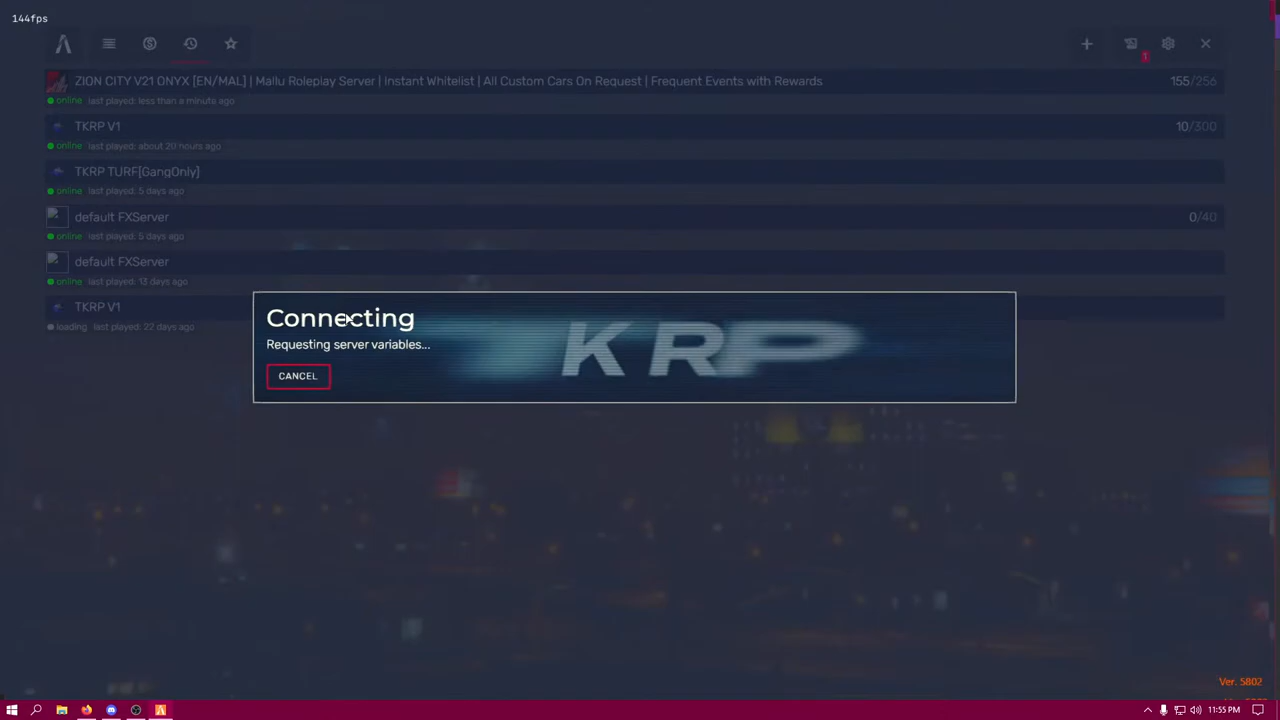 144fps
ZION CITY V21 ONYX [EN/MAL] | Mallu Roleplay Server | Instant Whitelist | All Custom Cars On Request | Frequent Events with Rewards 155/256
online last played: less than a minute ago
TKRP V1 10/300
online last played: about 20 hours ago
TKRP TURF[GangOnly]
online last played: 5 days ago
default FXServer 0/40
online last played: 5 days ago
default FXServer
online last played: 13 days ago
TKRP V1
loading last played: 22 days ago
Connecting
Requesting server variables...
KRP
CANCEL
Ver. 5802
11:55 PM